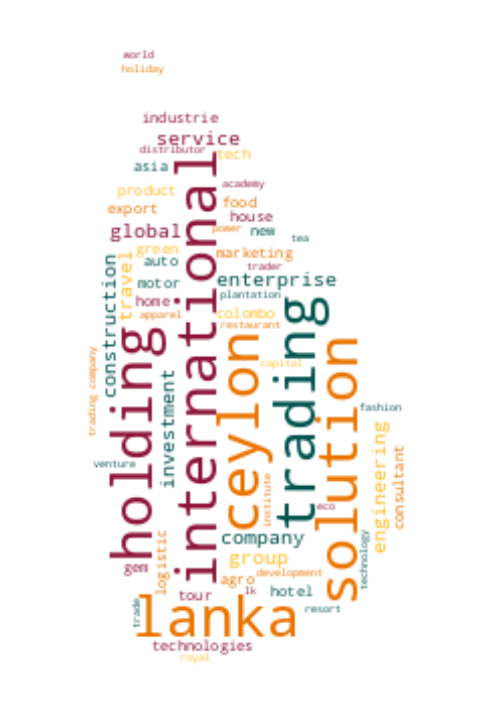 world
holiday
industrie
service
distributor
tech
asia
academy
product
export
food
house
global
power
new
tea
green
marketing
auto
trader
travel
motor
enterprise
construction
home
plantation
apparel
colombo
restaurant
international
holding
trading
ceylon
solution
capital
trading company
investment
fashion
venture
engineering
consultant
institute
eco
company
technology
logistic
group
gem
agro
development
tour
lk
hotel
trade
lanka
resort
technologies
royal